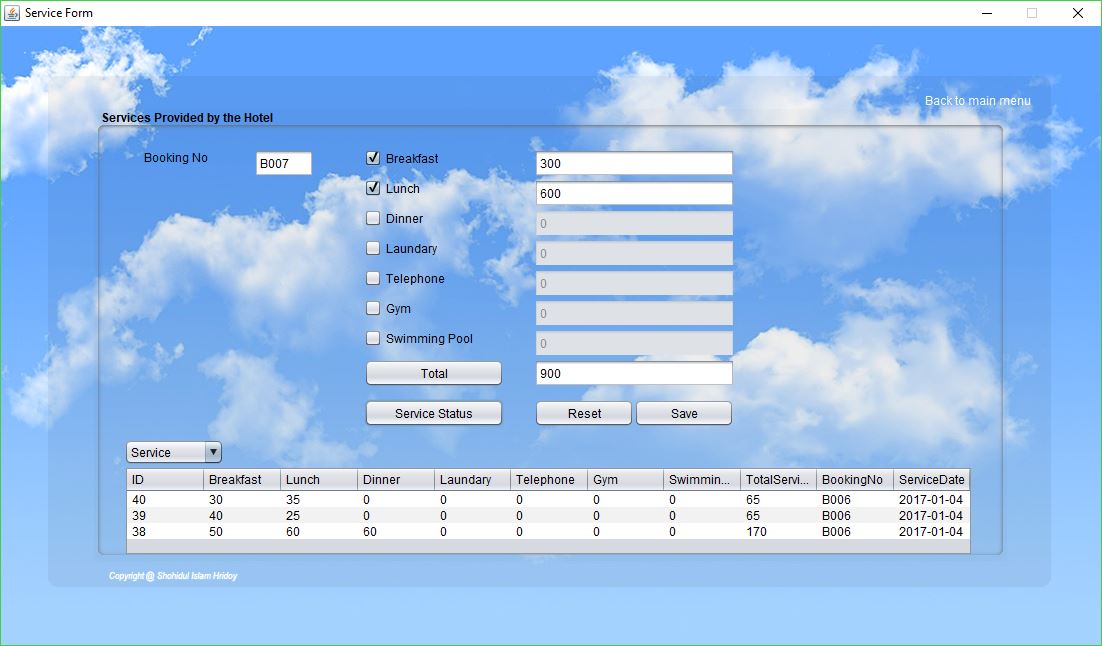 Service Form
Back to main menu
Services Provided by the Hotel
Booking No B007 Breakfast 300
Lunch 600
Dinner 0
Laundary 0
Telephone 0
Gym 0
Swimming Pool 0
Total 900
Service Status Reset Save
Service
ID Breakfast Lunch Dinner Laundary Telephone Gym Swimmin... TotalServi... BookingNo ServiceDate
40 30 35 0 0 0 0 0 65 B006 2017-01-04
39 40 25 0 0 0 0 0 65 B006 2017-01-04
38 50 60 60 0 0 0 0 170 B006 2017-01-04
Copyright @ Shohidul Islam Hridoy